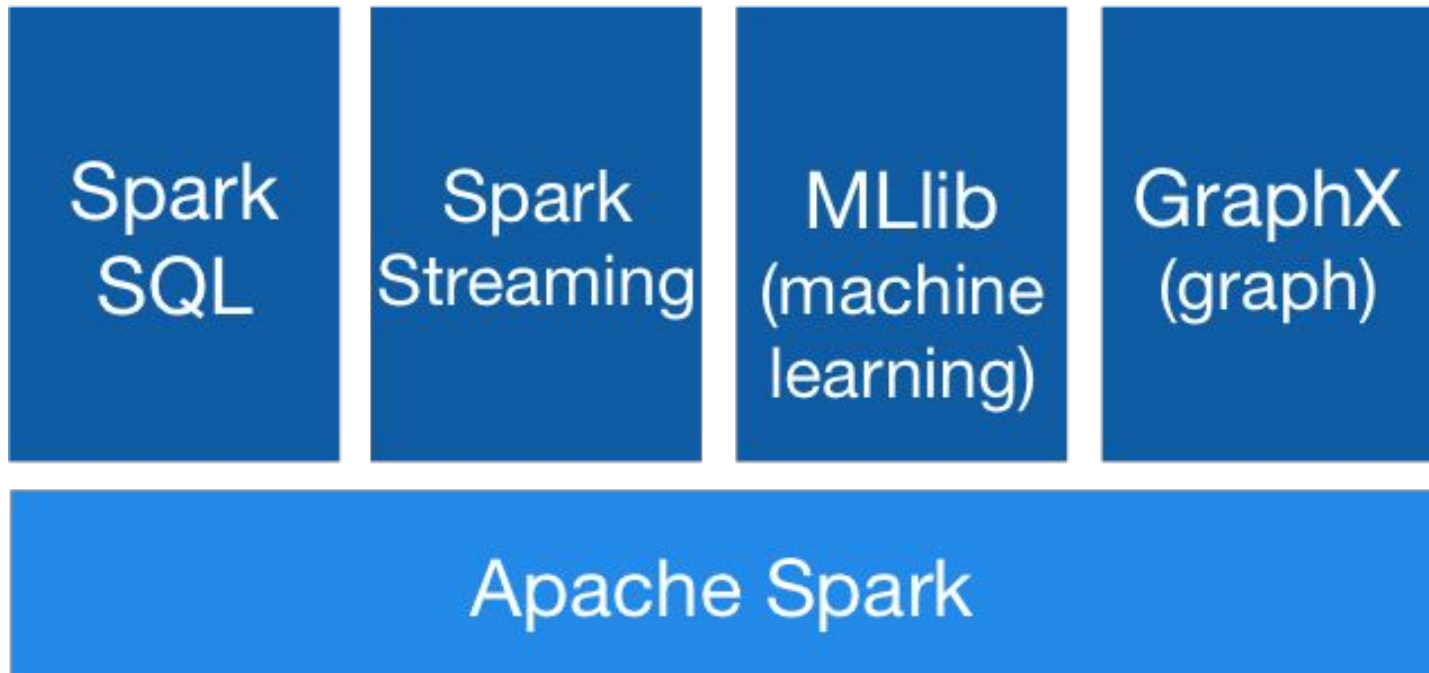 Spark
SQL
Spark
Streaming
MLlib
(machine
learning)
GraphX
(graph)
Apache Spark